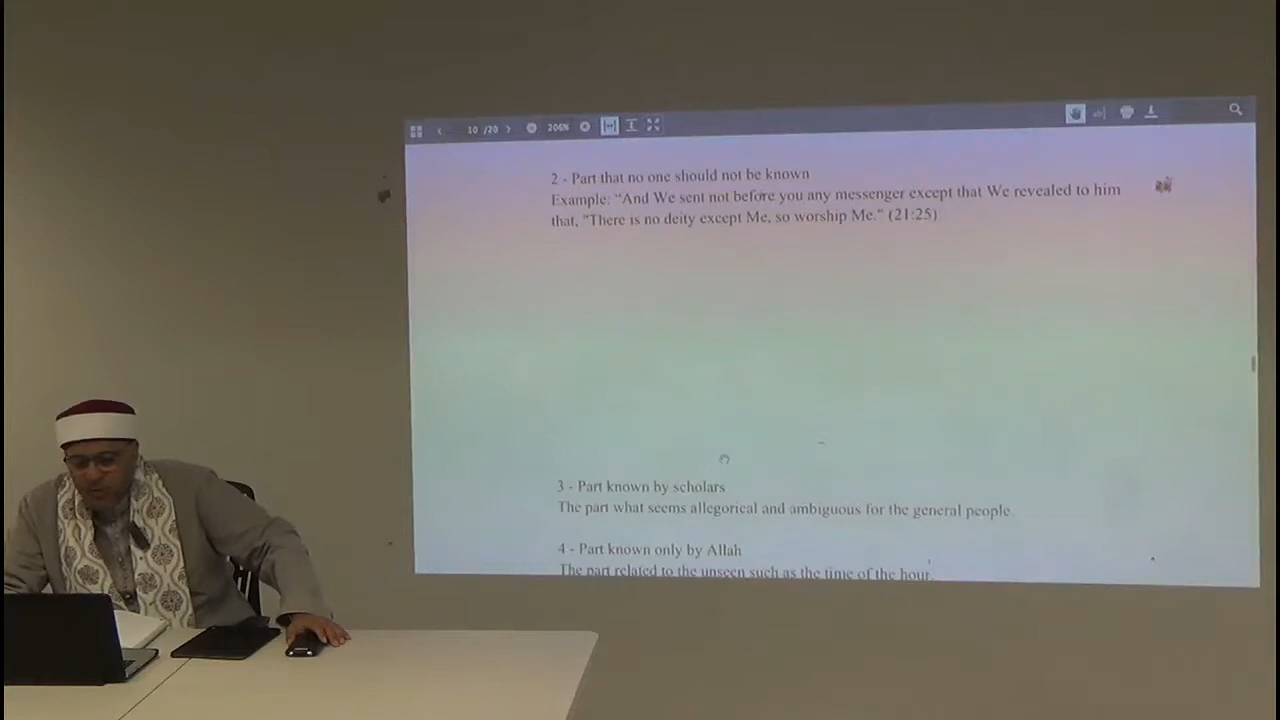 10 /20
206%
2 - Part that no one should not be known
Example: "And We sent not before you any messenger except that We revealed to him
that, "There is no deity except Me, so worship Me." (21:25)
3 - Part known by scholars
The part what seems allegorical and ambiguous for the general people.
4 - Part known only by Allah
The part related to the unseen such as the time of the hour.